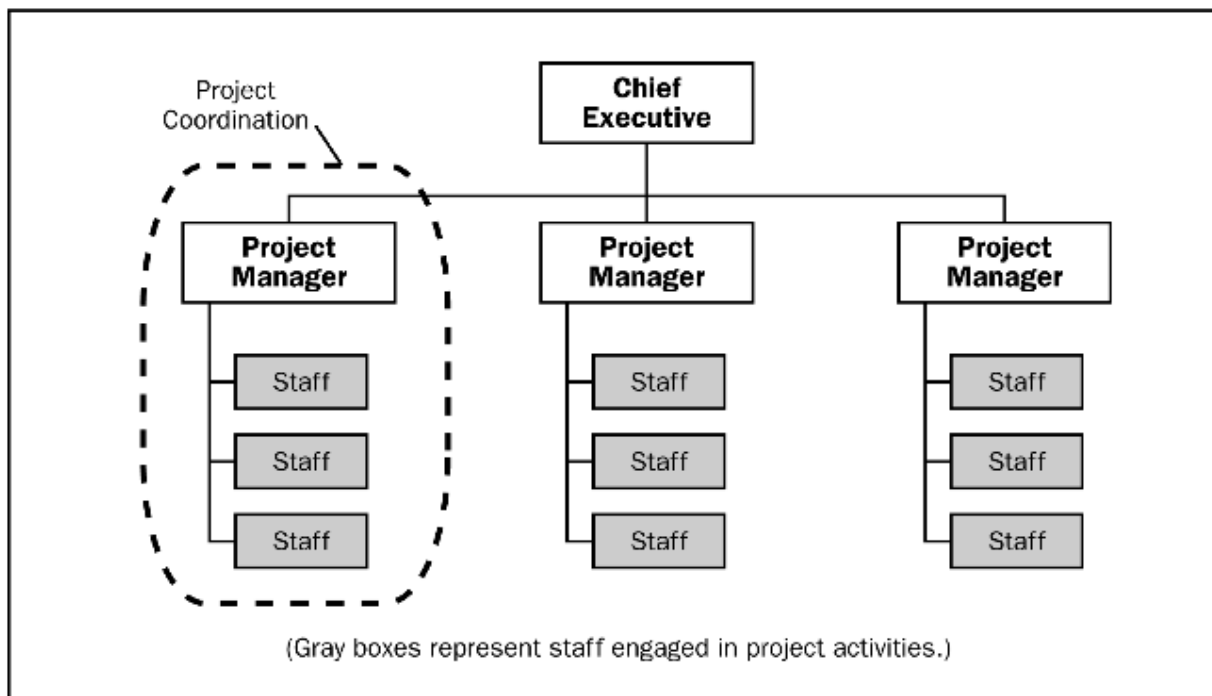 Project
Coordination
Chief
Executive
Project
Manager
Project
Manager
Project
Manager
Staff
Staff
Staff
Staff
Staff
Staff
Staff
Staff
Staff
(Gray boxes represent staff engaged in project activities.)